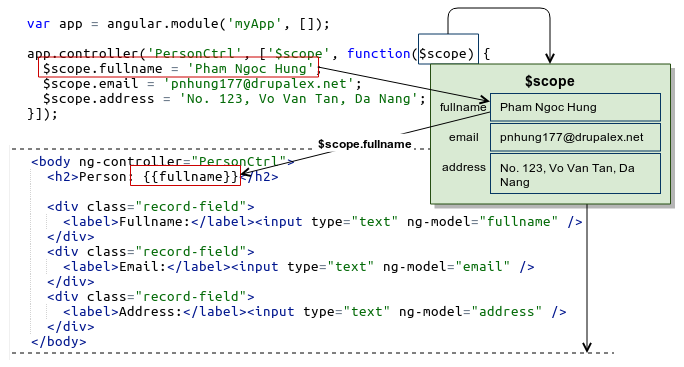 var app = angular.module('myApp', []);
app.controller('PersonCtrl', ['$scope', function($scope) {
$scope.fullname = 'Pham Ngoc Hung';
$scope.email = 'pnhung177@drupalex.net';
$scope.address = 'No. 123, Vo Van Tan, Da Nang';
}]);
$scope
fullname Pham Ngoc Hung
email pnhung177@drupalex.net
address No. 123, Vo Van Tan, Da
Nang
$scope.fullname
<body ng-controller="PersonCtrl">
<h2>Person: {{fullname}}</h2>
<div class="record-field">
<label>Fullname:</label><input type="text" ng-model="fullname" />
</div>
<div class="record-field">
<label>Email:</label><input type="text" ng-model="email" />
</div>
<div class="record-field">
<label>Address:</label><input type="text" ng-model="address" />
</div>
</body>